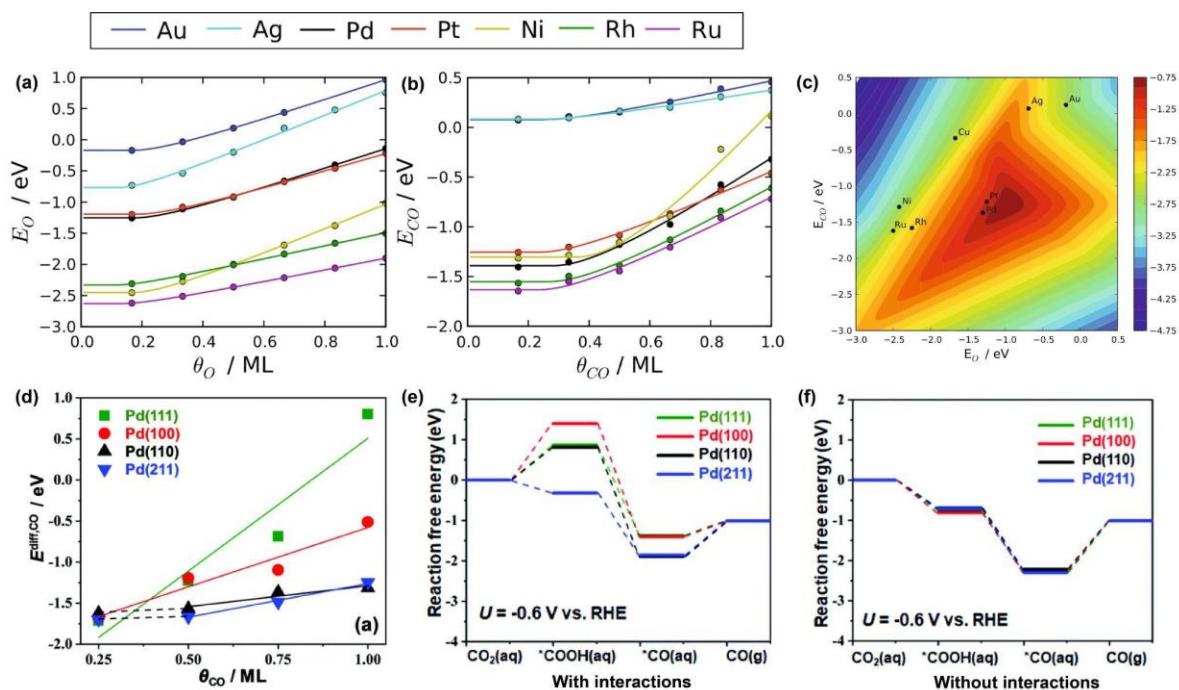 Au Ag Pd Pt Ni Rh Ru
(a)
E_O / eV
1.0
0.5
0.0
−0.5
−1.0
−1.5
−2.0
−2.5
−3.0
0.0 0.2 0.4 0.6 0.8 1.0
θ_O / ML
(b)
E_CO / eV
0.5
0.0
−0.5
−1.0
−1.5
−2.0
0.0 0.2 0.4 0.6 0.8 1.0
θ_CO / ML
(c)
E_CO / eV
0.5
0.0
-0.5
-1.0
-1.5
-2.0
-2.5
-3.0
Ag
Au
Cu
Pt
Pd
Ni
Ru
Rh
-3.0 -2.5 -2.0 -1.5 -1.0 -0.5 0.0 0.5
E_O / eV
-0.75
-1.25
-1.75
-2.25
-2.75
-3.25
-3.75
-4.25
-4.75
(d)
E^diff,CO / eV
1.0
0.5
0.0
-0.5
-1.0
-1.5
-2.0
Pd(111)
Pd(100)
Pd(110)
Pd(211)
(a)
0.25 0.50 0.75 1.00
θ_CO / ML
(e)
Reaction free energy (eV)
2
1
0
-1
-2
-3
-4
Pd(111)
Pd(100)
Pd(110)
Pd(211)
U = -0.6 V vs. RHE
CO₂(aq) *COOH(aq) *CO(aq) CO(g)
With interactions
(f)
Reaction free energy (eV)
2
1
0
-1
-2
-3
-4
Pd(111)
Pd(100)
Pd(110)
Pd(211)
U = -0.6 V vs. RHE
CO₂(aq) *COOH(aq) *CO(aq) CO(g)
Without interactions